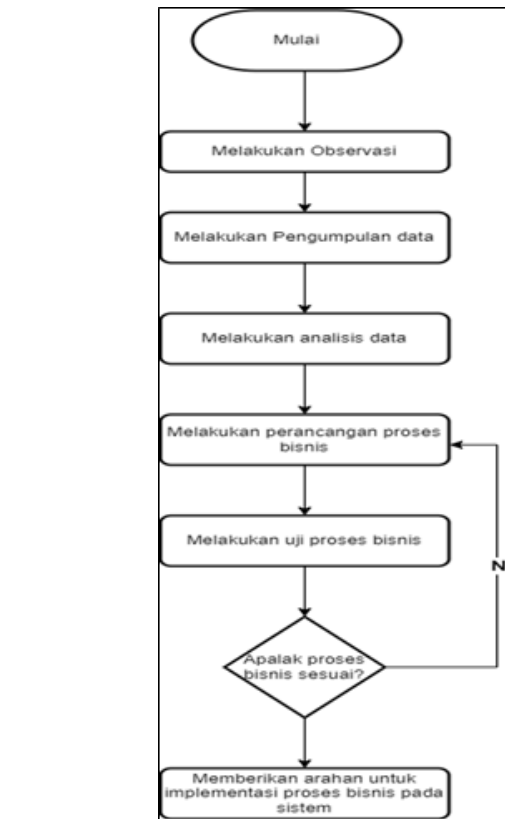 Mulai
Melakukan Observasi
Melakukan Pengumpulan data
Melakukan analisis data
Melakukan perancangan proses
bisnis
Melakukan uji proses bisnis
N
Apalak proses
bisnis sesuai?
Memberikan arahan untuk
implementasi proses bisnis pada
sistem